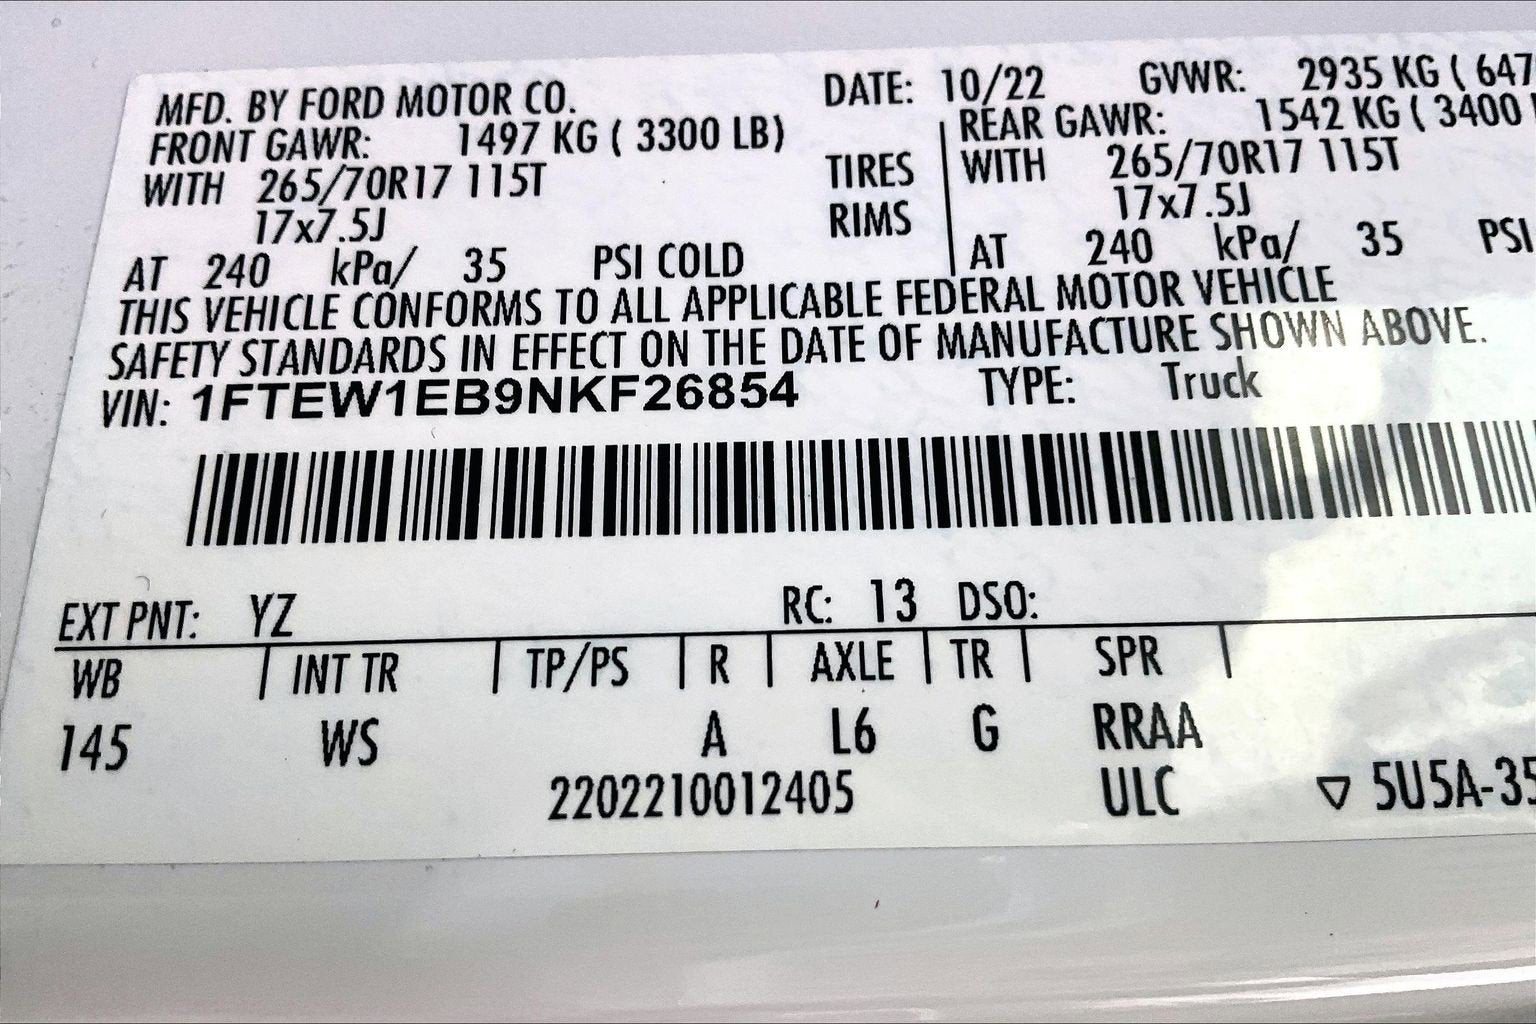 MFD. BY FORD MOTOR CO. DATE: 10/22 GVWR: 2935 KG ( 647
FRONT GAWR: 1497 KG ( 3300 LB) REAR GAWR: 1542 KG ( 3400
WITH 265/70R17 115T TIRES WITH 265/70R17 115T
17x7.5J RIMS 17x7.5J
AT 240 kPa/ 35 PSI COLD AT 240 kPa/ 35 PSI
THIS VEHICLE CONFORMS TO ALL APPLICABLE FEDERAL MOTOR VEHICLE
SAFETY STANDARDS IN EFFECT ON THE DATE OF MANUFACTURE SHOWN ABOVE.
VIN: 1FTEW1EB9NKF26854 TYPE: Truck
EXT PNT: YZ RC: 13 DSO:
WB INT TR TP/PS R AXLE TR SPR
145 WS A L6 G RRAA
2202210012405 ULC ▽ 5U5A-35